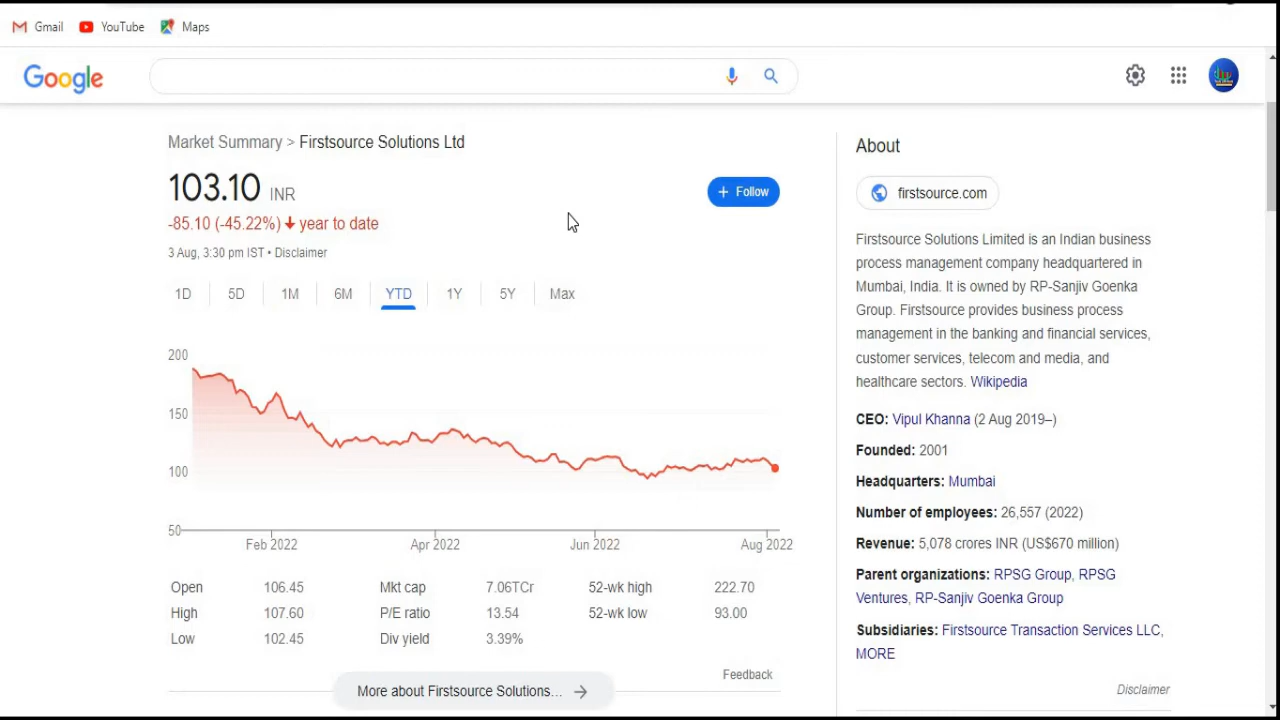 Gmail YouTube Maps
Google
Market Summary > Firstsource Solutions Ltd
103.10 INR
+ Follow
-85.10 (-45.22%) ↓ year to date
3 Aug, 3:30 pm IST • Disclaimer
1D 5D 1M 6M YTD 1Y 5Y Max
200
150
100
50
Feb 2022 Apr 2022 Jun 2022 Aug 2022
Open 106.45 Mkt cap 7.06TCr 52-wk high 222.70
High 107.60 P/E ratio 13.54 52-wk low 93.00
Low 102.45 Div yield 3.39%
Feedback
More about Firstsource Solutions... →
About
firstsource.com
Firstsource Solutions Limited is an Indian business
process management company headquartered in
Mumbai, India. It is owned by RP-Sanjiv Goenka
Group. Firstsource provides business process
management in the banking and financial services,
customer services, telecom and media, and
healthcare sectors. Wikipedia
CEO: Vipul Khanna (2 Aug 2019–)
Founded: 2001
Headquarters: Mumbai
Number of employees: 26,557 (2022)
Revenue: 5,078 crores INR (US$670 million)
Parent organizations: RPSG Group, RPSG
Ventures, RP-Sanjiv Goenka Group
Subsidiaries: Firstsource Transaction Services LLC,
MORE
Disclaimer